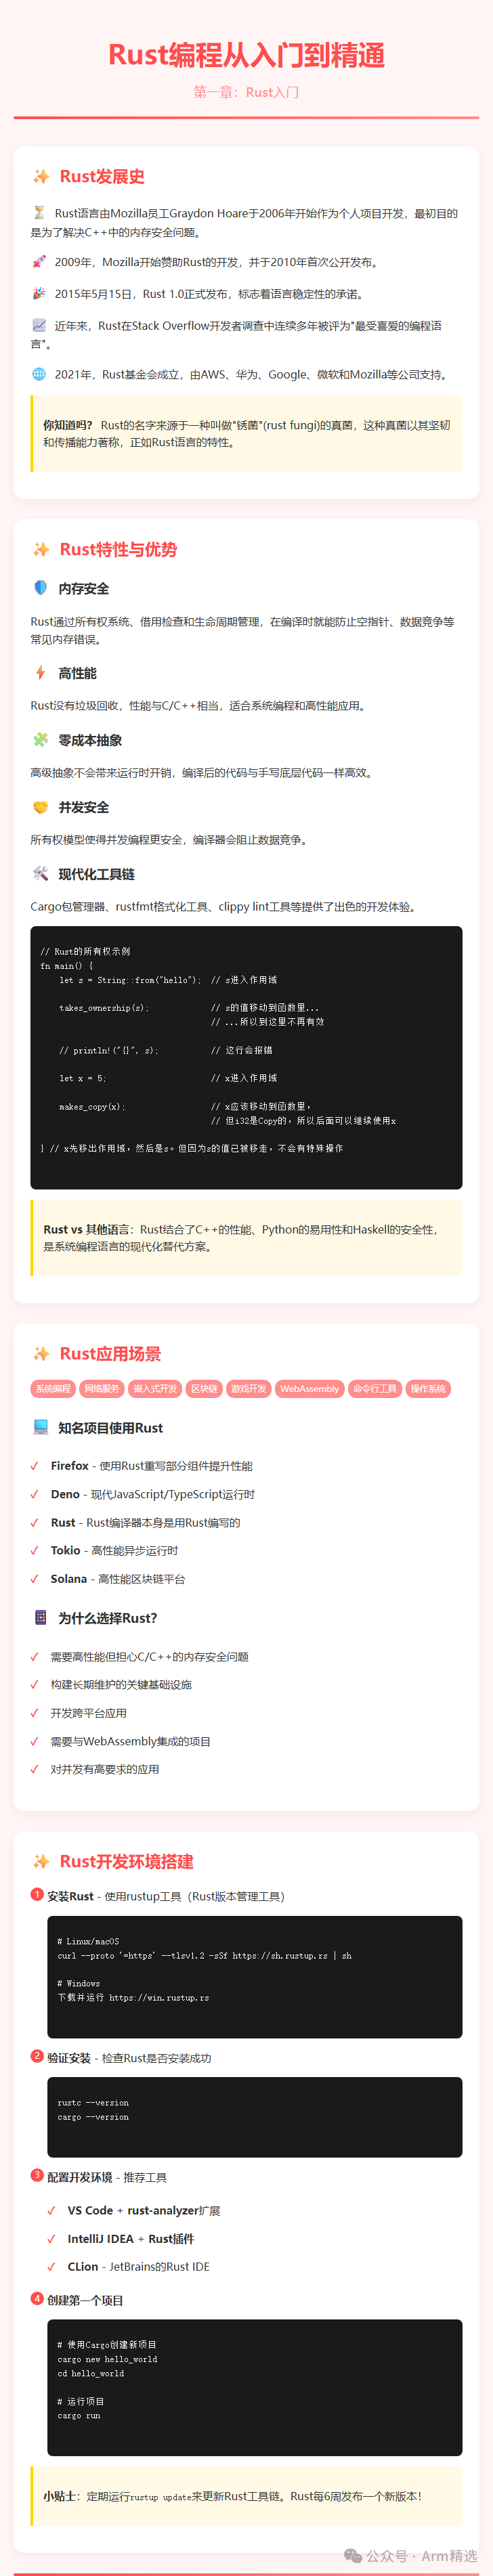 Rust编程从入门到精通
第一章：Rust入门
Rust发展史
Rust语言由Mozilla员工Graydon Hoare于2006年开始作为个人项目开发，最初目的
是为了解决C++中的内存安全问题。
2009年，Mozilla开始赞助Rust的开发，并于2010年首次公开发布。
2015年5月15日，Rust 1.0正式发布，标志着语言稳定性的承诺。
近年来，Rust在Stack Overflow开发者调查中连续多年被评为"最受喜爱的编程语
言"。
2021年，Rust基金会成立，由AWS、华为、Google、微软和Mozilla等公司支持。
你知道吗？ Rust的名字来源于一种叫做"锈菌"(rust fungi)的真菌，这种真菌以其坚韧
和传播能力著称，正如Rust语言的特性。
Rust特性与优势
内存安全
Rust通过所有权系统、借用检查和生命周期管理，在编译时就能防止空指针、数据竞争等
常见内存错误。
高性能
Rust没有垃圾回收，性能与C/C++相当，适合系统编程和高性能应用。
零成本抽象
高级抽象不会带来运行时开销，编译后的代码与手写底层代码一样高效。
并发安全
所有权模型使得并发编程更安全，编译器会阻止数据竞争。
现代化工具链
Cargo包管理器、rustfmt格式化工具、clippy lint工具等提供了出色的开发体验。
// Rust的所有权示例
fn main() {
let s = String::from("hello"); // s进入作用域
takes_ownership(s); // s的值移动到函数里...
// ...所以到这里不再有效
// println!("{}", s); // 这行会报错
let x = 5; // x进入作用域
makes_copy(x); // x应该移动到函数里，
// 但i32是Copy的，所以后面可以继续使用x
} // x先移出作用域，然后是s。但因为s的值已被移走，不会有特殊操作
Rust vs 其他语言：Rust结合了C++的性能、Python的易用性和Haskell的安全性，
是系统编程语言的现代化替代方案。
Rust应用场景
系统编程 网络服务 嵌入式开发 区块链 游戏开发 WebAssembly 命令行工具 操作系统
知名项目使用Rust
✓ Firefox - 使用Rust重写部分组件提升性能
✓ Deno - 现代JavaScript/TypeScript运行时
✓ Rust - Rust编译器本身是用Rust编写的
✓ Tokio - 高性能异步运行时
✓ Solana - 高性能区块链平台
为什么选择Rust？
✓ 需要高性能但担心C/C++的内存安全问题
✓ 构建长期维护的关键基础设施
✓ 开发跨平台应用
✓ 需要与WebAssembly集成的项目
✓ 对并发有高要求的应用
Rust开发环境搭建
1 安装Rust - 使用rustup工具（Rust版本管理工具）
# Linux/macOS
curl --proto '=https' --tlsv1.2 -sSf https://sh.rustup.rs | sh
# Windows
下载并运行 https://win.rustup.rs
2 验证安装 - 检查Rust是否安装成功
rustc --version
cargo --version
3 配置开发环境 - 推荐工具
✓ VS Code + rust-analyzer扩展
✓ IntelliJ IDEA + Rust插件
✓ CLion - JetBrains的Rust IDE
4 创建第一个项目
# 使用Cargo创建新项目
cargo new hello_world
cd hello_world
# 运行项目
cargo run
小贴士：定期运行rustup update来更新Rust工具链。Rust每6周发布一个新版本！
公众号 · Arm精选